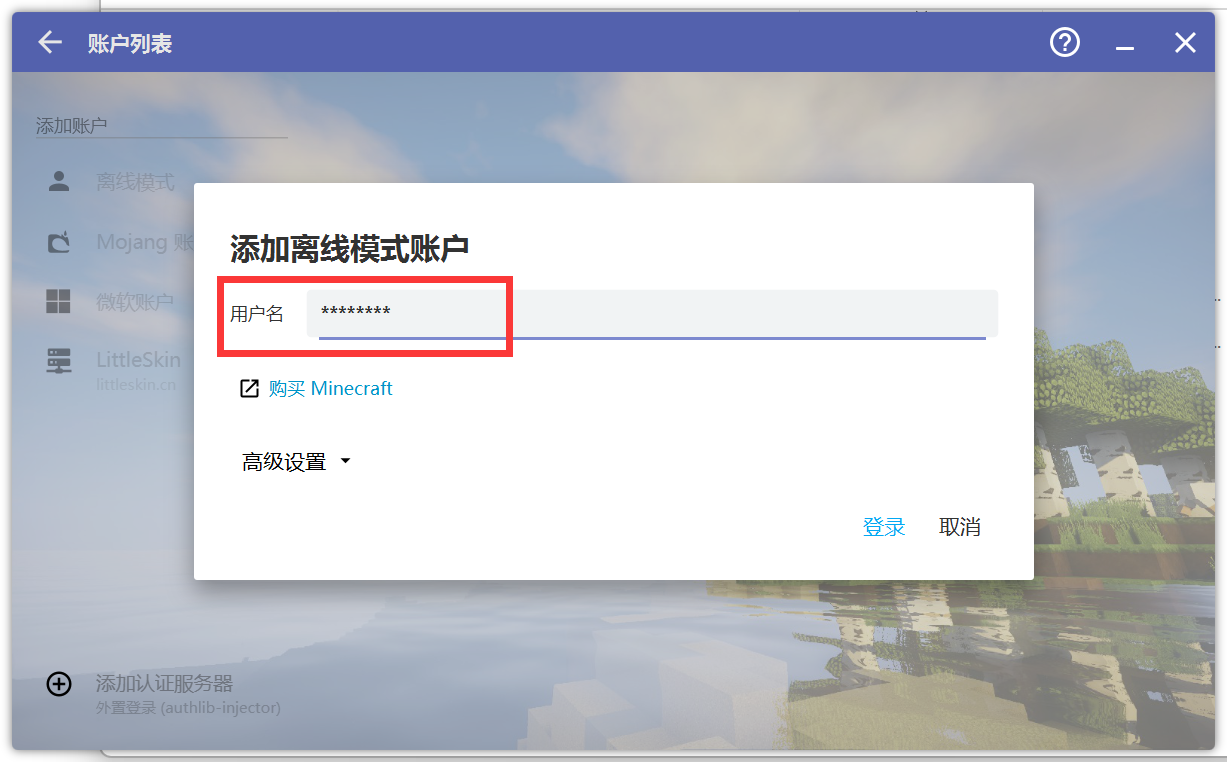 账户列表
添加账户
离线模式
Mojang 账
微软账户
LittleSkin
littleskin.cn
添加离线模式账户
用户名 ********
购买 Minecraft
高级设置
登录 取消
添加认证服务器
外置登录 (authlib-injector)